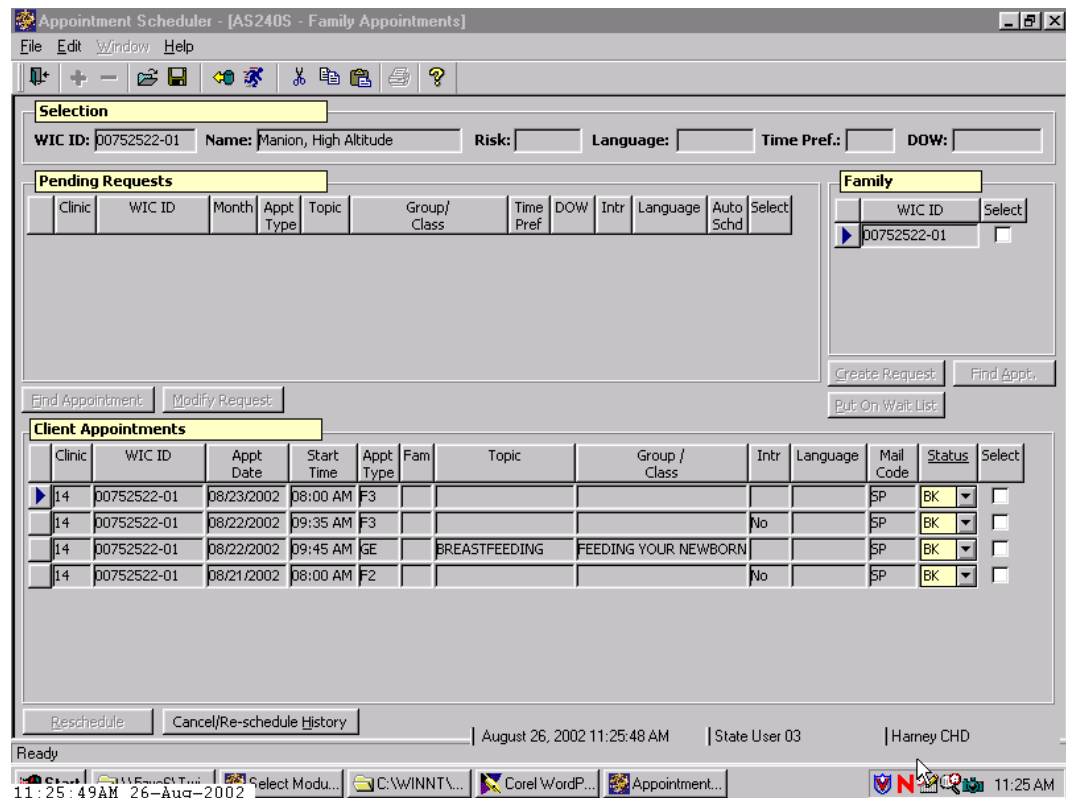 Appointment Scheduler - [AS240S - Family Appointments]
File Edit Window Help
Selection
WIC ID: 00752522-01 Name: Manion, High Altitude Risk: Language: Time Pref.: DOW:
Pending Requests
Clinic WIC ID Month Appt Type Topic Group/ Class Time Pref DOW Intr Language Auto Schd Select
Family
WIC ID Select
00752522-01
Create Request Find Appt.
Put On Wait List
Find Appointment Modify Request
Client Appointments
Clinic WIC ID Appt Date Start Time Appt Type Fam Topic Group / Class Intr Language Mail Code Status Select
14 00752522-01 08/23/2002 08:00 AM F3 SP BK
14 00752522-01 08/22/2002 09:35 AM F3 No SP BK
14 00752522-01 08/22/2002 09:45 AM GE BREASTFEEDING FEEDING YOUR NEWBORN SP BK
14 00752522-01 08/21/2002 08:00 AM F2 No SP BK
Reschedule Cancel/Re-schedule History
August 26, 2002 11:25:48 AM State User 03 Harney CHD
Ready
Select Modu... C:\WINNT\... Corel WordP... Appointment... 11:25 AM
11:25:49AM 26-Aug-2002